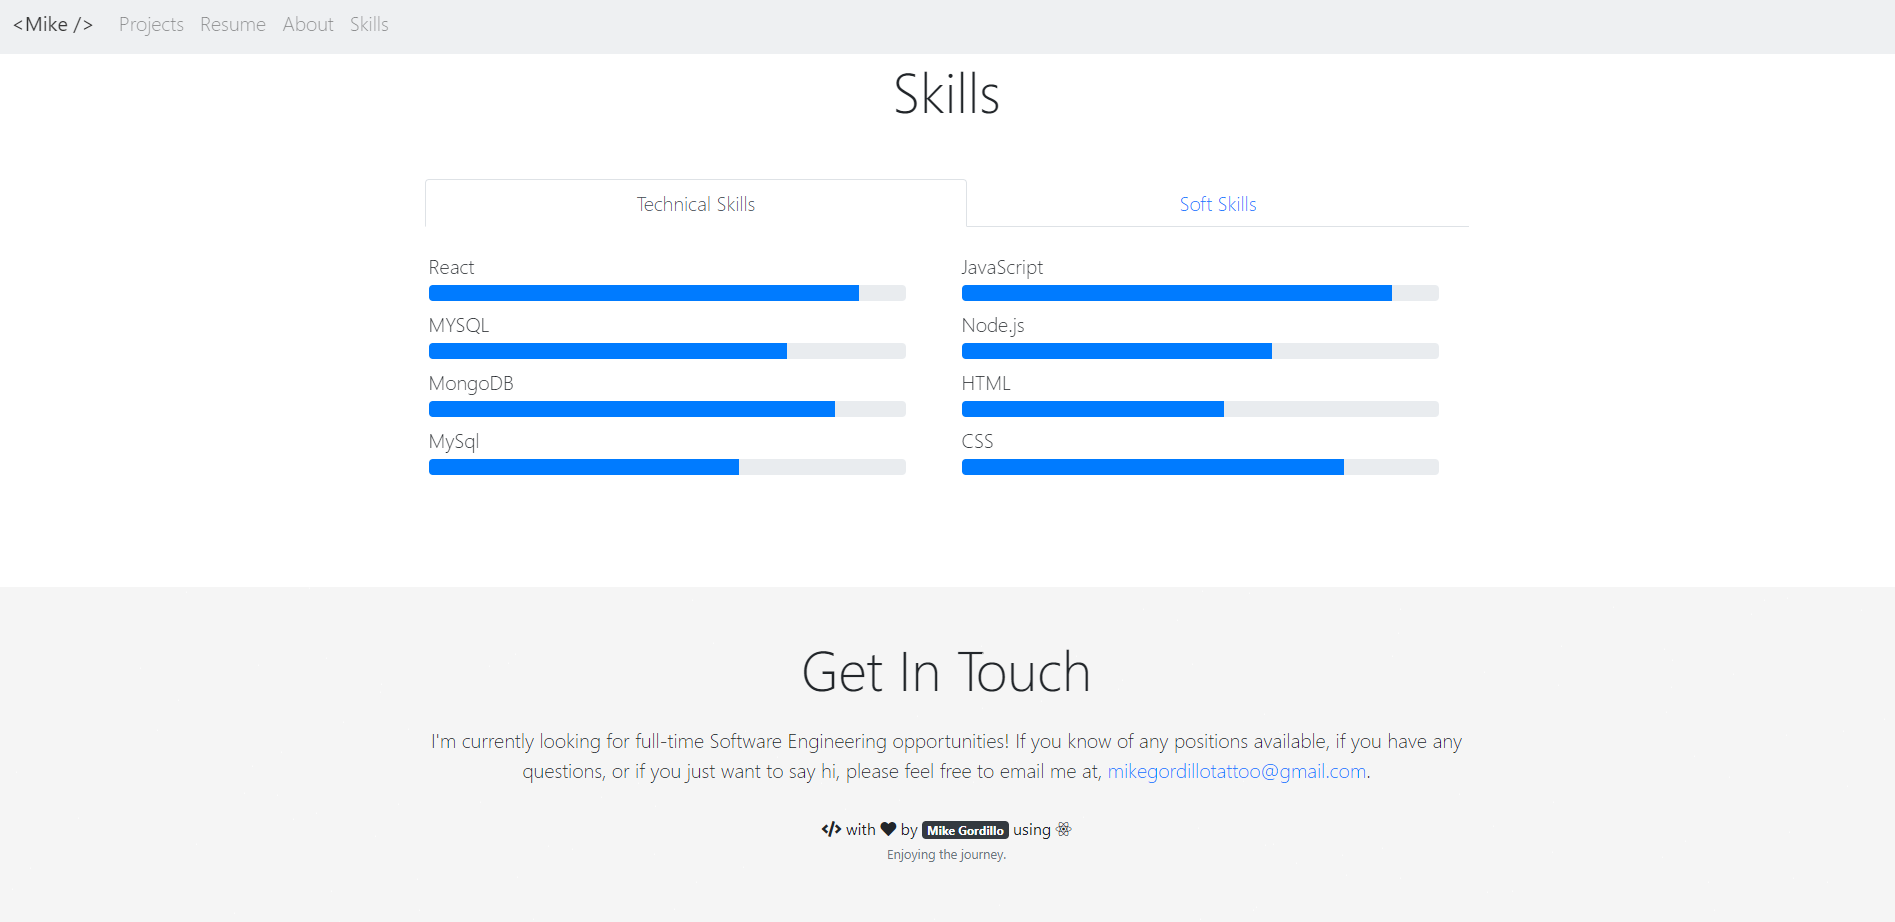 <Mike /> Projects Resume About Skills
Skills
Technical Skills Soft Skills
React JavaScript
MYSQL Node.js
MongoDB HTML
MySql CSS
Get In Touch
I'm currently looking for full-time Software Engineering opportunities! If you know of any positions available, if you have any
questions, or if you just want to say hi, please feel free to email me at, mikegordillotattoo@gmail.com.
</> with ♥ by Mike Gordillo using
Enjoying the journey.